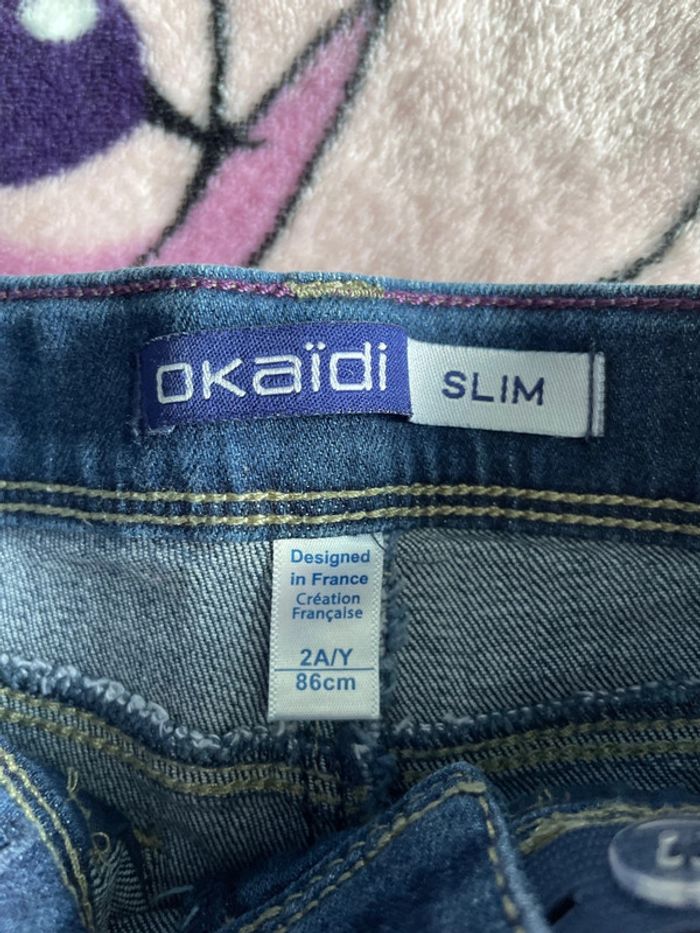 oKaïdi
SLIM
Designed
in France
Création
Française
2A/Y
86cm